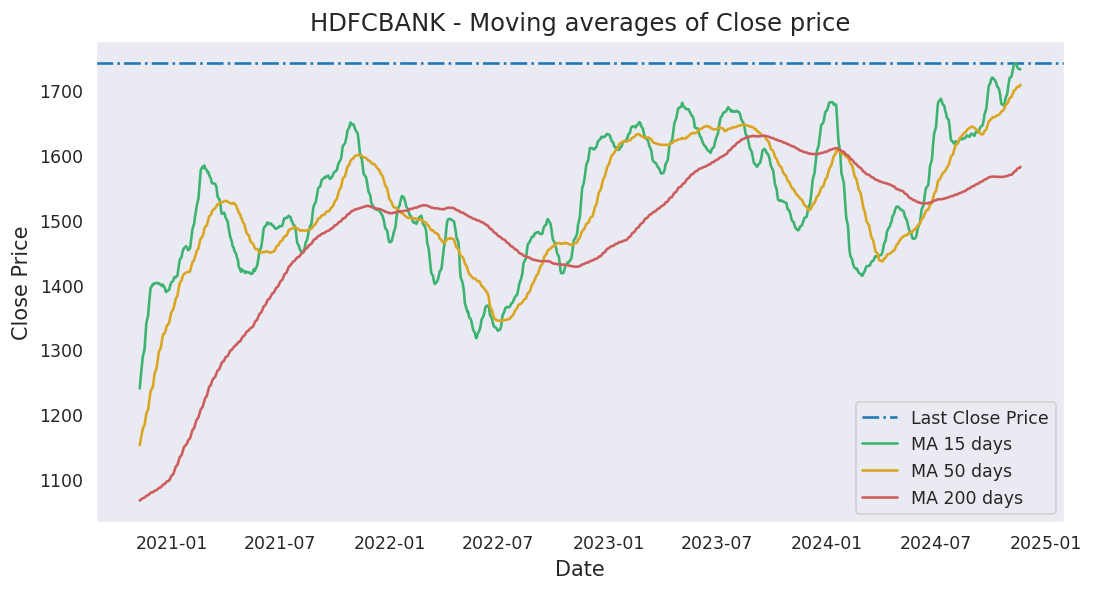 HDFCBANK - Moving averages of Close price
Close Price
1700
1600
1500
1400
1300
1200
1100
Last Close Price
MA 15 days
MA 50 days
MA 200 days
2021-01 2021-07 2022-01 2022-07 2023-01 2023-07 2024-01 2024-07 2025-01
Date